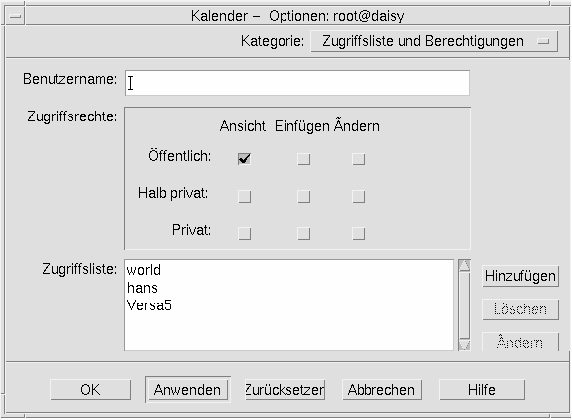 Kalender – Optionen: root@daisy
Kategorie: Zugriffsliste und Berechtigungen
Benutzername:
Zugriffsrechte:
Ansicht Einfügen Ändern
Öffentlich:
Halb privat:
Privat:
Zugriffsliste:
world
hans
Versa5
Hinzufügen
Löschen
Ändern
OK Anwenden Zurücksetzen Abbrechen Hilfe